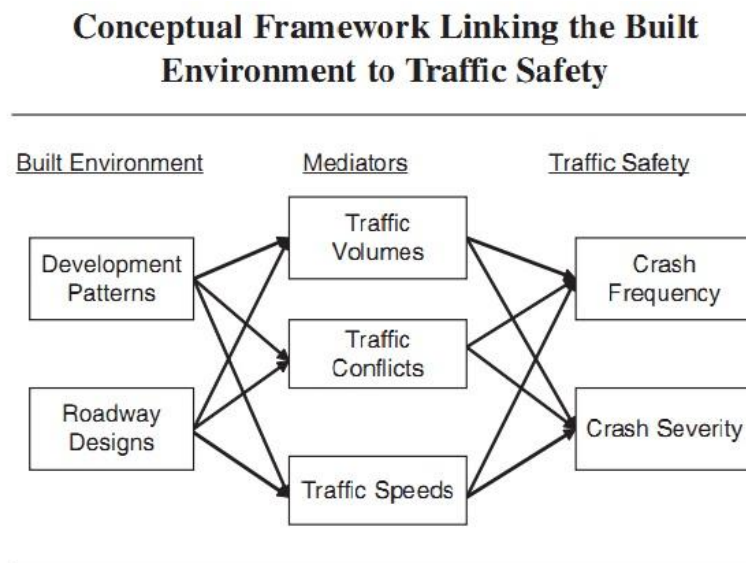 Conceptual Framework Linking the Built
Environment to Traffic Safety
Built Environment
Mediators
Traffic Safety
Development
Patterns
Roadway
Designs
Traffic
Volumes
Traffic
Conflicts
Traffic Speeds
Crash
Frequency
Crash Severity